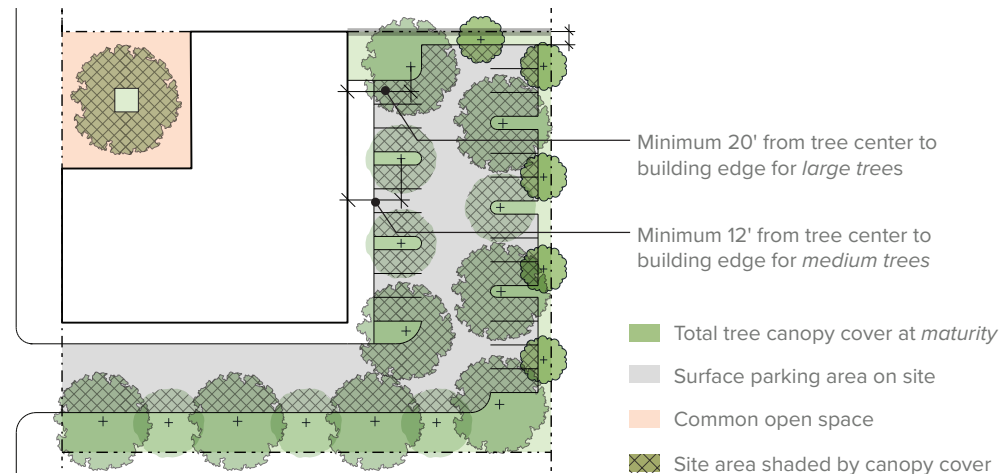 Minimum 20' from tree center to
building edge for large trees
Minimum 12' from tree center to
building edge for medium trees
Total tree canopy cover at maturity
Surface parking area on site
Common open space
Site area shaded by canopy cover